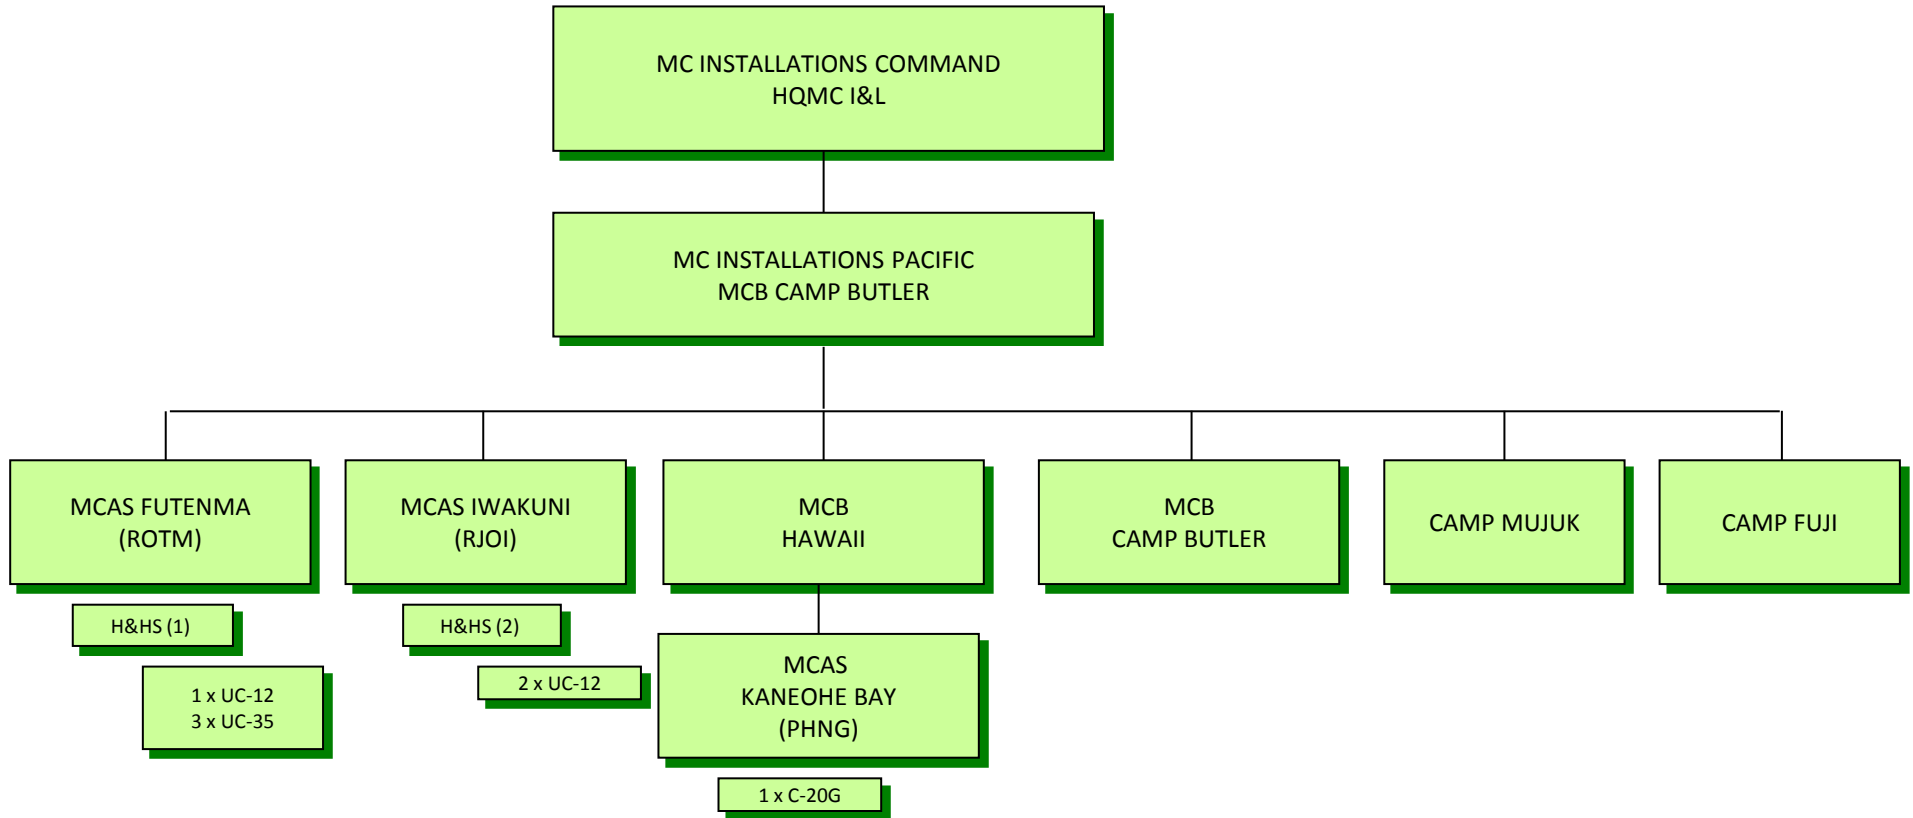 MC INSTALLATIONS COMMAND
HQMC I&L
MC INSTALLATIONS PACIFIC
MCB CAMP BUTLER
MCAS FUTENMA
(ROTM)
MCAS IWAKUNI
(RJOI)
MCB
HAWAII
MCB
CAMP BUTLER
CAMP MUJUK
CAMP FUJI
H&HS (1)
1 x UC-12
3 x UC-35
H&HS (2)
2 x UC-12
MCAS
KANEOHE BAY
(PHNG)
1 x C-20G